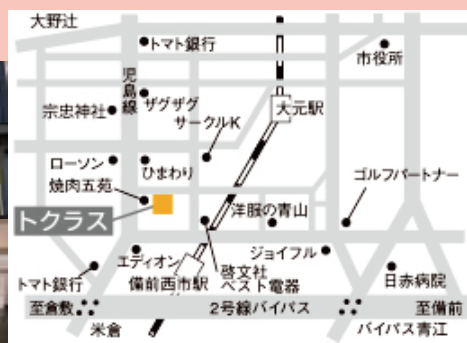 大野辻
トマト銀行
市役所
児島線
ザグザグ
宗忠神社
大元駅
サークルK
ローソン
ひまわり
焼肉五苑
ゴルフパートナー
トクラス
洋服の青山
エディオン
ジョイフル
啓文社
ベスト電器
トマト銀行
備前西市駅
日赤病院
至倉敷
2号線バイパス
至備前
米倉
バイパス青江